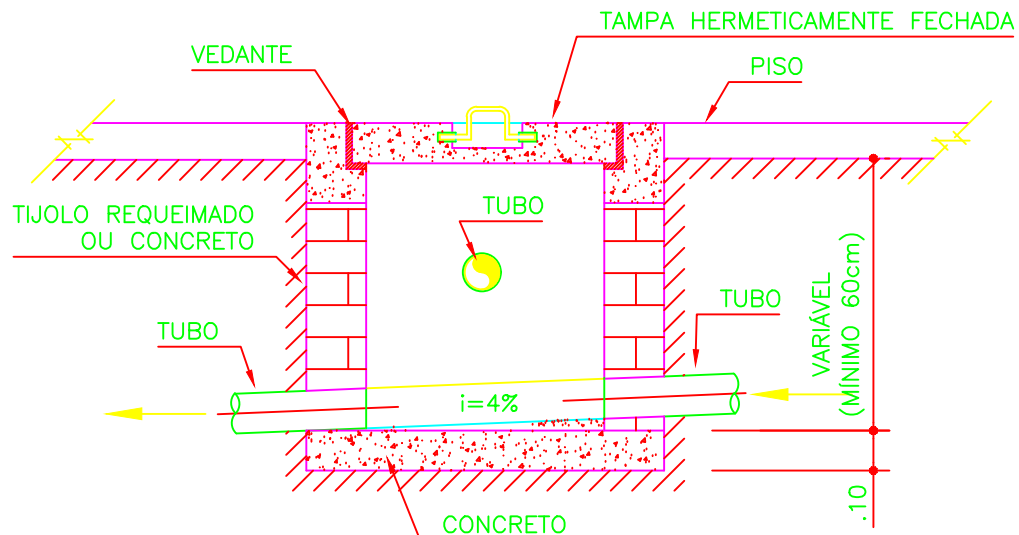 TAMPA HERMETICAMENTE FECHADA
VEDANTE
PISO
TUBO
TIJOLO REQUEIMADO
OU CONCRETO
TUBO
TUBO
VARIÁVEL
(MÍNIMO 60cm)
i=4%
.10
CONCRETO